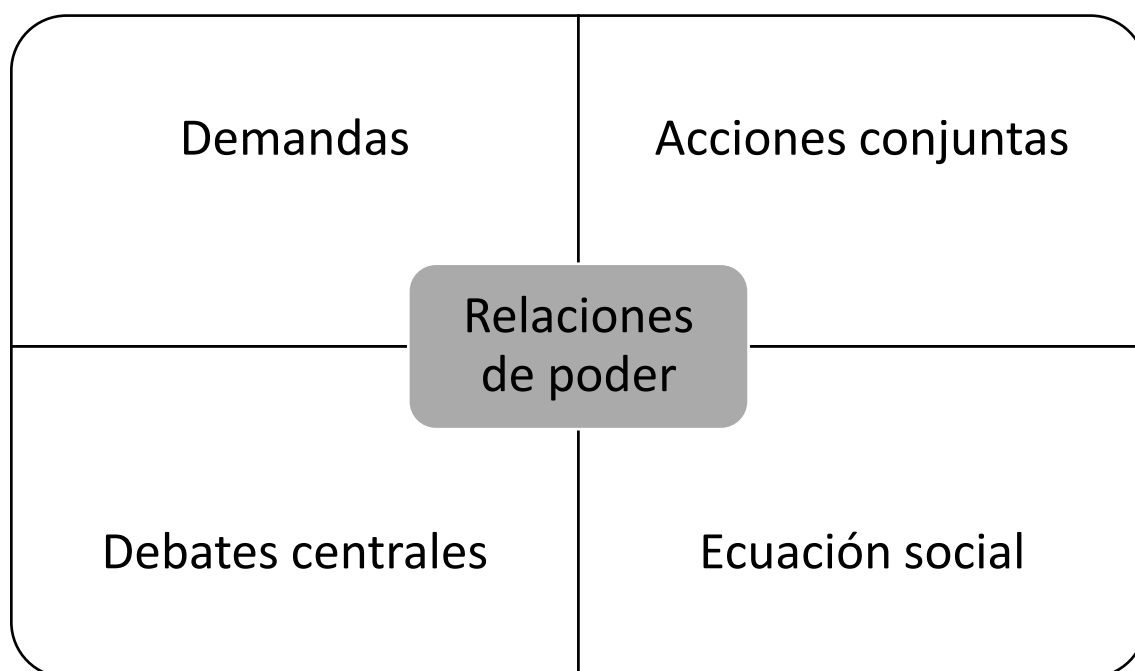 Demandas
Acciones conjuntas
Relaciones
de poder
Debates centrales
Ecuación social